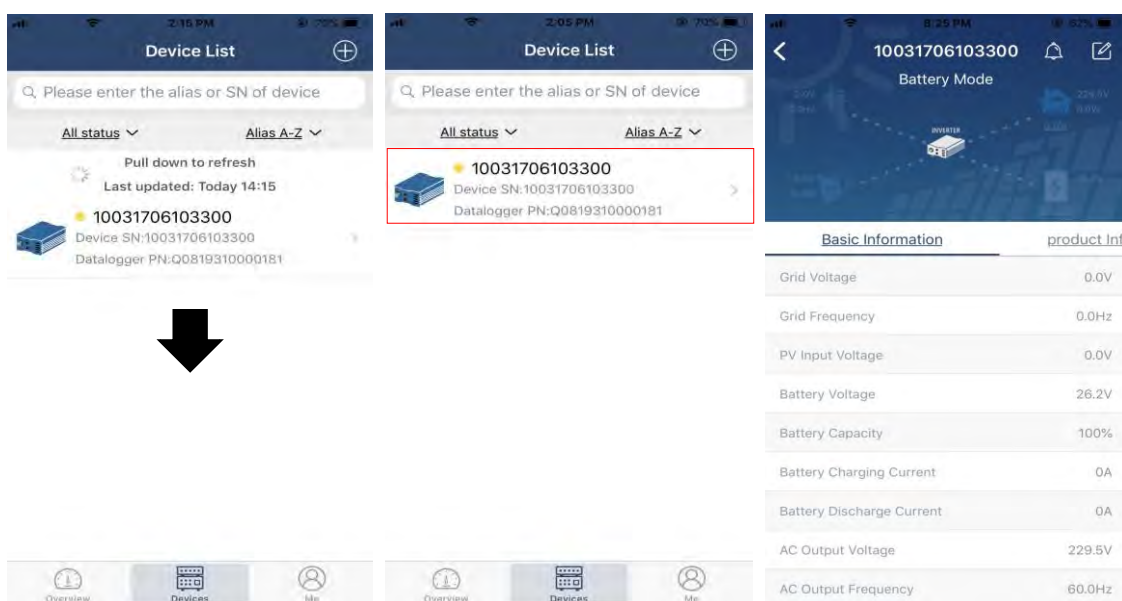 2:15 PM
Device List
Please enter the alias or SN of device
All status
Alias A-Z
Pull down to refresh
Last updated: Today 14:15
10031706103300
Device SN:10031706103300
Datalogger PN:Q0819310000181
Overview
Devices
Me
2:05 PM
Device List
Please enter the alias or SN of device
All status
Alias A-Z
10031706103300
Device SN:10031706103300
Datalogger PN:Q0819310000181
Overview
Devices
Me
8:25 PM
10031706103300
Battery Mode
229.5V
INVERTER
Basic Information
product Inf
Grid Voltage 0.0V
Grid Frequency 0.0Hz
PV Input Voltage 0.0V
Battery Voltage 26.2V
Battery Capacity 100%
Battery Charging Current 0A
Battery Discharge Current 0A
AC Output Voltage 229.5V
AC Output Frequency 60.0Hz